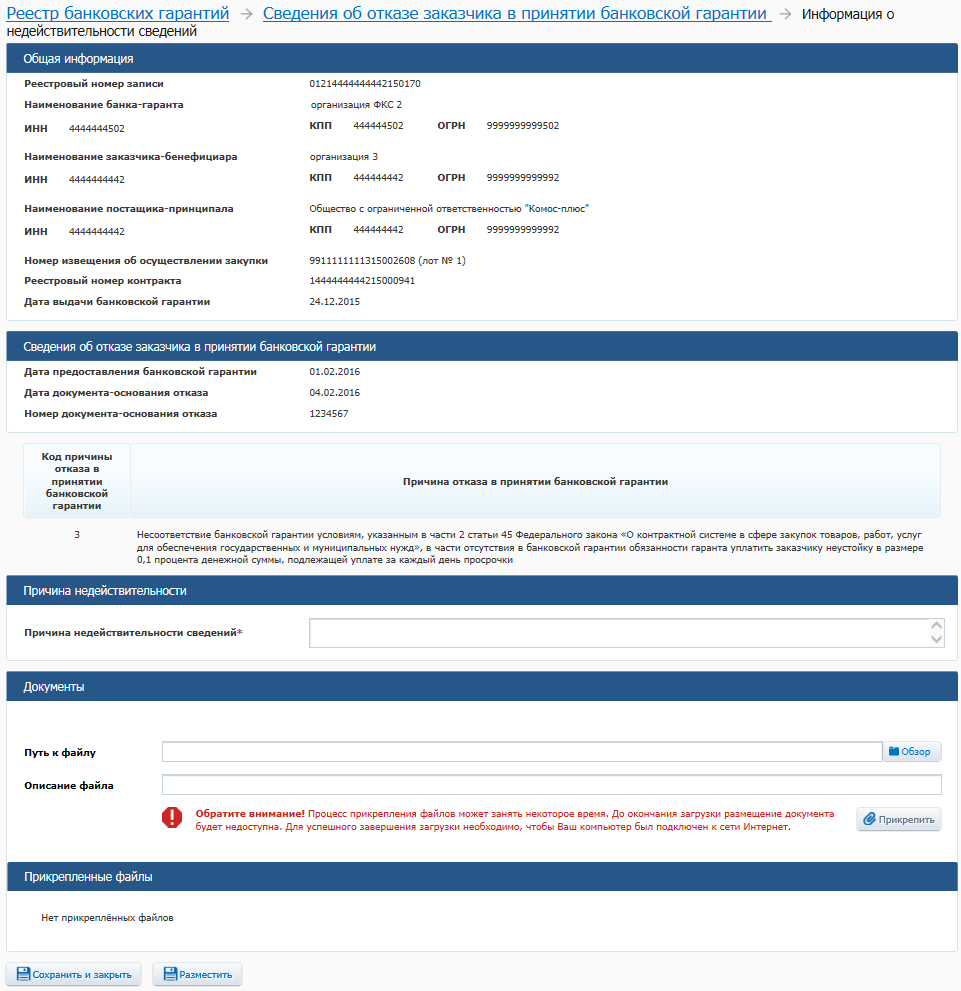 Реестр банковских гарантий → Сведения об отказе заказчика в принятии банковской гарантии → Информация о
недействительности сведений
Общая информация
Реестровый номер записи 01214444444442150170
Наименование банка-гаранта организация ФКС 2
ИНН 4444444502 КПП 444444502 ОГРН 9999999999502
Наименование заказчика-бенефициара организация 3
ИНН 4444444442 КПП 444444442 ОГРН 9999999999992
Наименование постащика-принципала Общество с ограниченной ответственностью "Комос-плюс"
ИНН 4444444442 КПП 444444442 ОГРН 9999999999992
Номер извещения об осуществлении закупки 9911111111315002608 (лот № 1)
Реестровый номер контракта 1444444444215000941
Дата выдачи банковской гарантии 24.12.2015
Сведения об отказе заказчика в принятии банковской гарантии
Дата предоставления банковской гарантии 01.02.2016
Дата документа-основания отказа 04.02.2016
Номер документа-основания отказа 1234567
Код причины
отказа в
принятии
банковской
гарантии
Причина отказа в принятии банковской гарантии
3
Несоответствие банковской гарантии условиям, указанным в части 2 статьи 45 Федерального закона «О контрактной системе в сфере закупок товаров, работ, услуг
для обеспечения государственных и муниципальных нужд», в части отсутствия в банковской гарантии обязанности гаранта уплатить заказчику неустойку в размере
0,1 процента денежной суммы, подлежащей уплате за каждый день просрочки
Причина недействительности
Причина недействительности сведений*
Документы
Путь к файлу Обзор
Описание файла
Обратите внимание! Процесс прикрепления файлов может занять некоторое время. До окончания загрузки размещение документа
будет недоступна. Для успешного завершения загрузки необходимо, чтобы Ваш компьютер был подключен к сети Интернет.
Прикрепить
Прикрепленные файлы
Нет прикреплённых файлов
Сохранить и закрыть Разместить